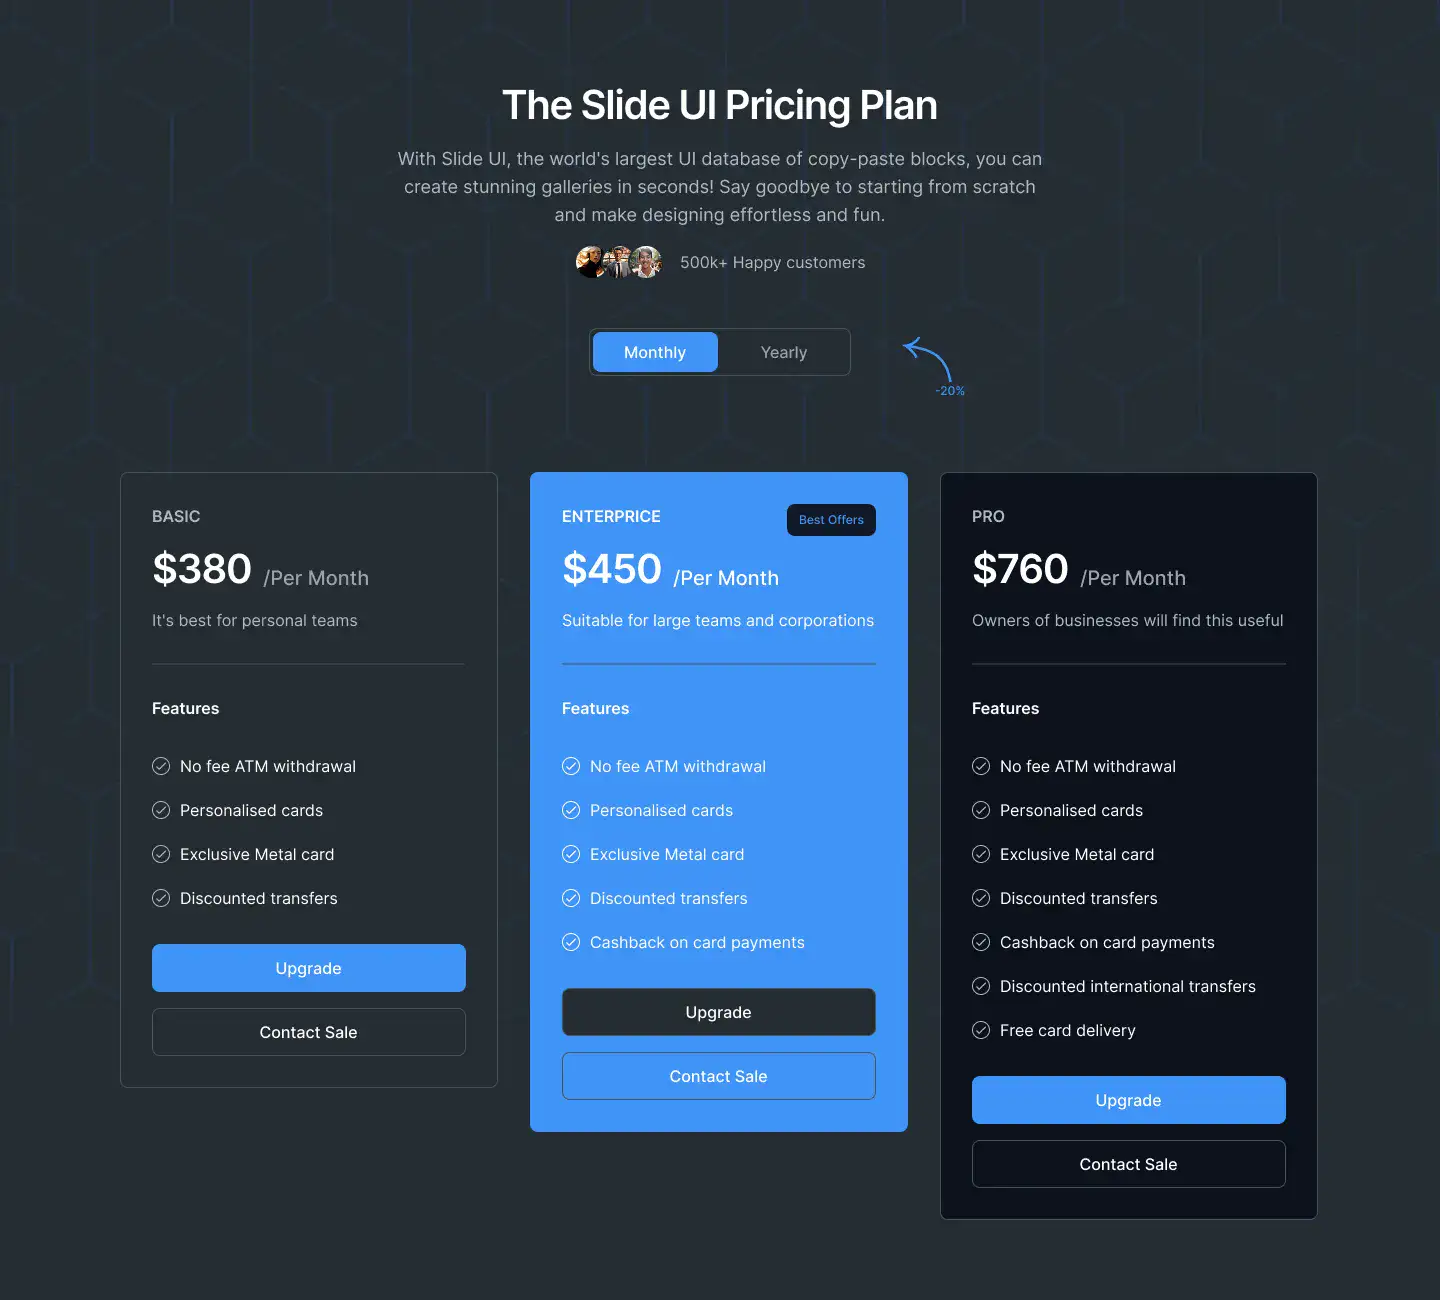 The Slide UI Pricing Plan
With Slide UI, the world's largest UI database of copy-paste blocks, you can
create stunning galleries in seconds! Say goodbye to starting from scratch
and make designing effortless and fun.
500k+ Happy customers
Monthly
Yearly
-20%
BASIC
$380 /Per Month
It's best for personal teams
Features
No fee ATM withdrawal
Personalised cards
Exclusive Metal card
Discounted transfers
Upgrade
Contact Sale
ENTERPRICE
Best Offers
$450 /Per Month
Suitable for large teams and corporations
Features
No fee ATM withdrawal
Personalised cards
Exclusive Metal card
Discounted transfers
Cashback on card payments
Upgrade
Contact Sale
PRO
$760 /Per Month
Owners of businesses will find this useful
Features
No fee ATM withdrawal
Personalised cards
Exclusive Metal card
Discounted transfers
Cashback on card payments
Discounted international transfers
Free card delivery
Upgrade
Contact Sale